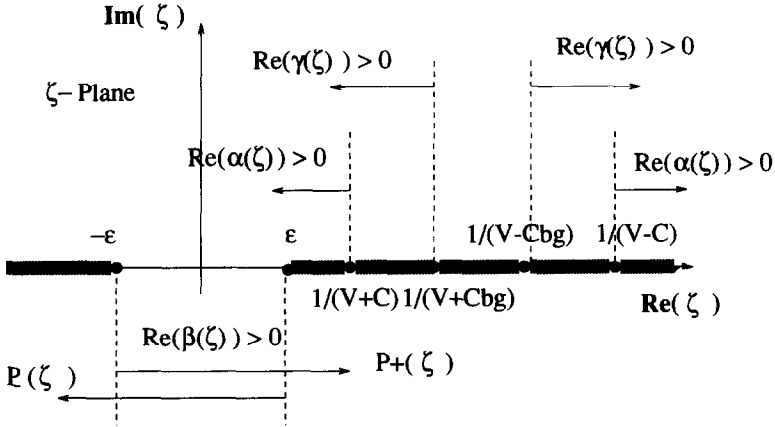 Im( ζ )
Re(γ(ζ) ) > 0
Re(γ(ζ) ) > 0
ζ– Plane
Re(α(ζ)) > 0
Re(α(ζ)) > 0
−ε
ε
1/(V-Cbg)
1/(V-C)
1/(V+C)
1/(V+Cbg)
Re( ζ )
Re(β(ζ) ) > 0
P+( ζ )
P (ζ )